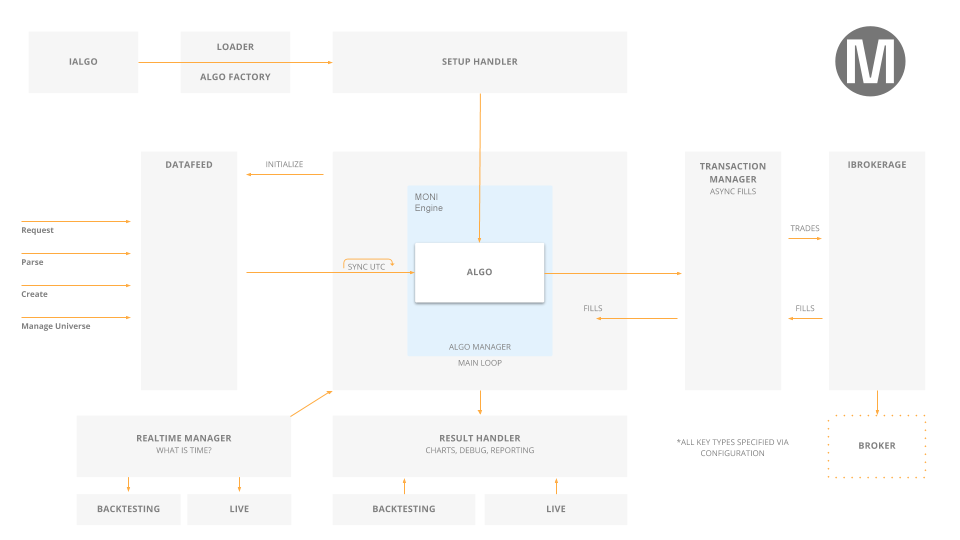 IALGO
LOADER
ALGO FACTORY
SETUP HANDLER
M
DATAFEED
INITIALIZE
MONI
Engine
TRANSACTION
MANAGER
ASYNC FILLS
IBROKERAGE
Request
Parse
Create
Manage Universe
SYNC UTC
ALGO
TRADES
FILLS
FILLS
ALGO MANAGER
MAIN LOOP
REALTIME MANAGER
WHAT IS TIME?
RESULT HANDLER
CHARTS, DEBUG, REPORTING
*ALL KEY TYPES SPECIFIED VIA
CONFIGURATION
BROKER
BACKTESTING
LIVE
BACKTESTING
LIVE